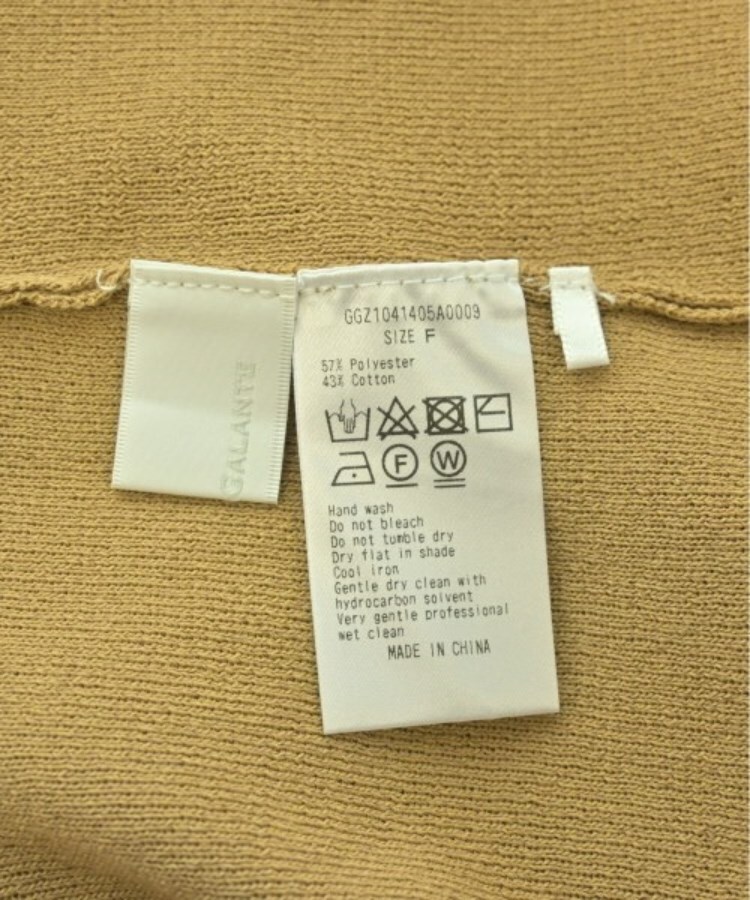 GALANTE
GGZ1041405A0009
SIZE F
57% Polyester
43% Cotton
F W
Hand wash
Do not bleach
Do not tumble dry
Dry flat in shade
Cool iron
Gentle dry clean with
hydrocarbon solvent
Very gentle professional
wet clean
MADE IN CHINA